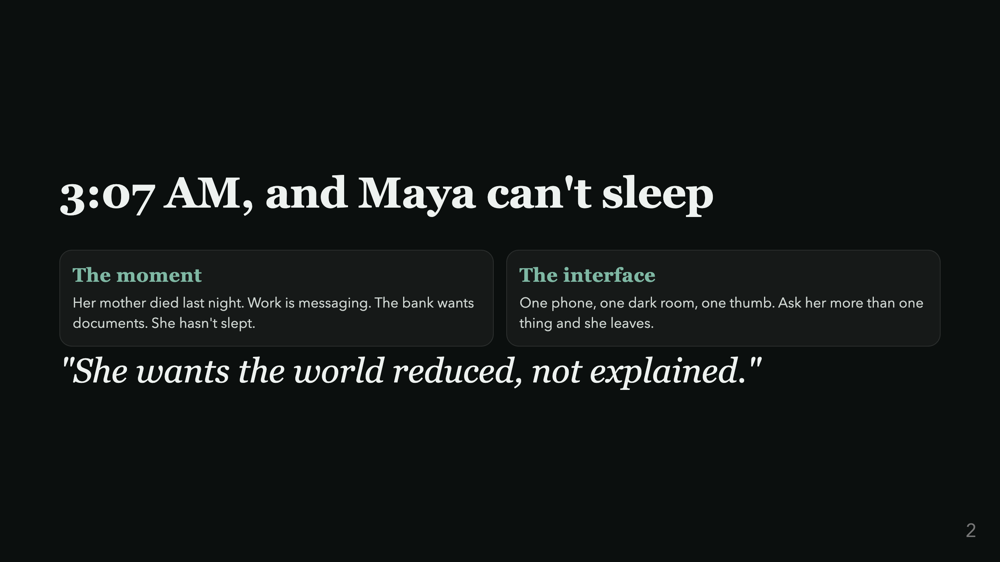 3:07 AM, and Maya can't sleep
The moment
Her mother died last night. Work is messaging. The bank wants
documents. She hasn't slept.
The interface
One phone, one dark room, one thumb. Ask her more than one
thing and she leaves.
"She wants the world reduced, not explained."
2